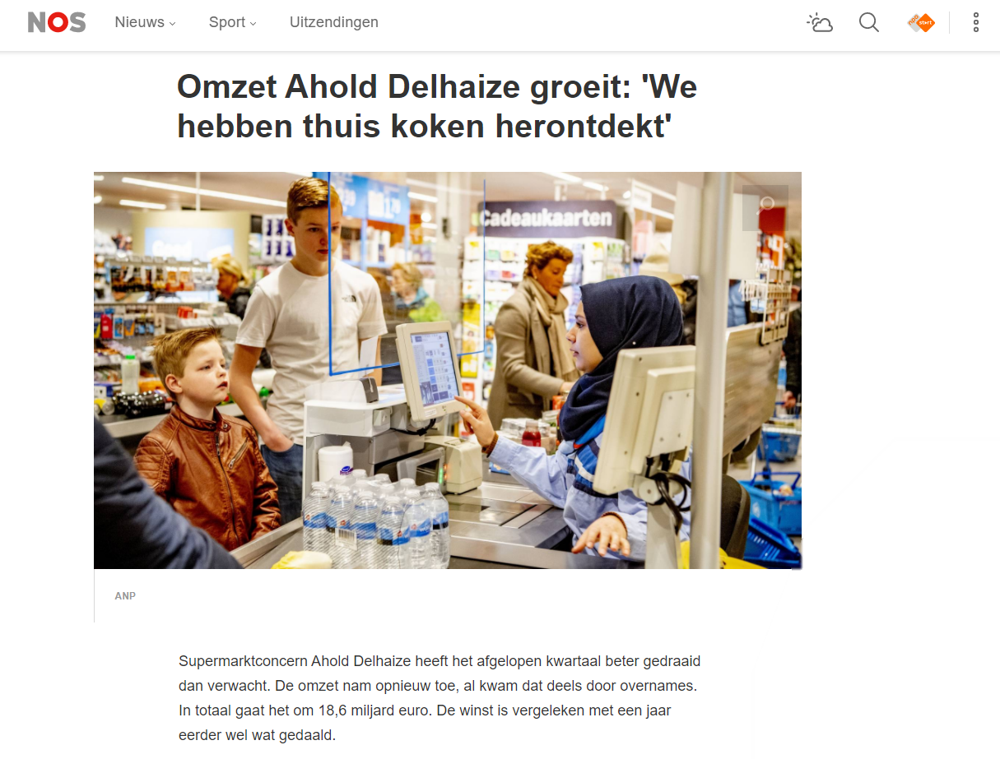 NOS Nieuws Sport Uitzendingen start
Omzet Ahold Delhaize groeit: 'We
hebben thuis koken herontdekt'
Cadeaukaarten
ANP
Supermarktconcern Ahold Delhaize heeft het afgelopen kwartaal beter gedraaid
dan verwacht. De omzet nam opnieuw toe, al kwam dat deels door overnames.
In totaal gaat het om 18,6 miljard euro. De winst is vergeleken met een jaar
eerder wel wat gedaald.